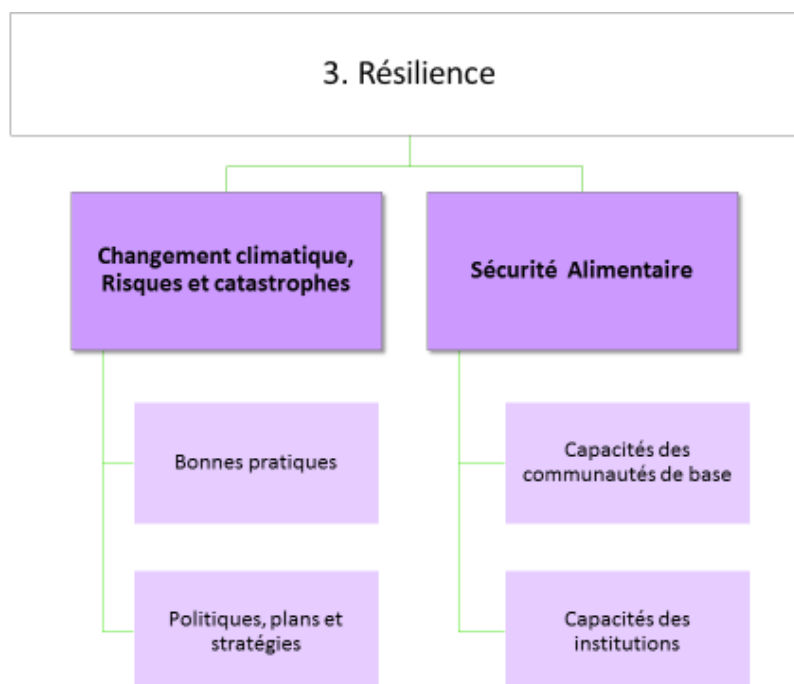 3. Résilience
Changement climatique,
Risques et catastrophes
Sécurité Alimentaire
Bonnes pratiques
Capacités des
communautés de base
Politiques, plans et
stratégies
Capacités des
institutions